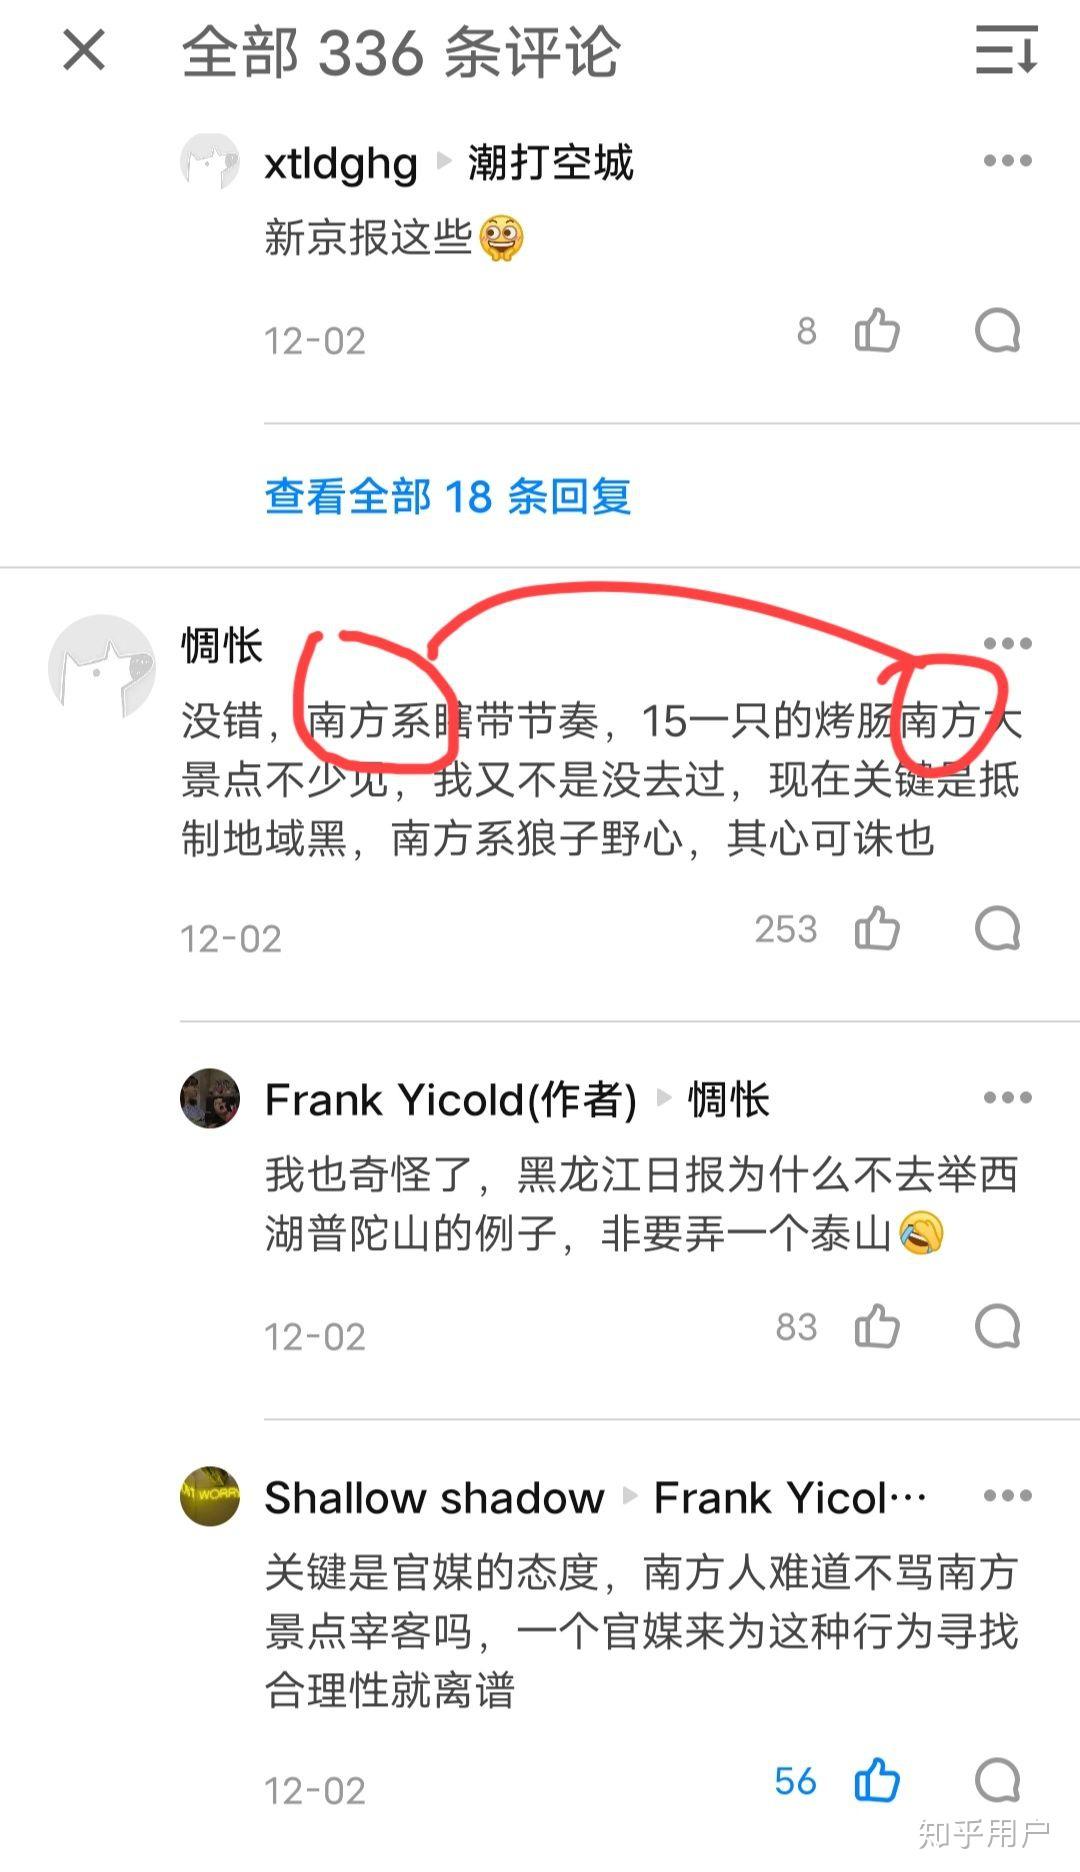 全部 336 条评论
xtldghg 潮打空城
新京报这些
12-02 8
查看全部 18 条回复
惆怅
没错，南方系瞎带节奏，15一只的烤肠南方大
景点不少见，我又不是没去过，现在关键是抵
制地域黑，南方系狼子野心，其心可诛也
12-02 253
Frank Yicold(作者) 惆怅
我也奇怪了，黑龙江日报为什么不去举西
湖普陀山的例子，非要弄一个泰山
12-02 83
Shallow shadow Frank Yicol…
关键是官媒的态度，南方人难道不骂南方
景点宰客吗，一个官媒来为这种行为寻找
合理性就离谱
12-02 56
知乎用户